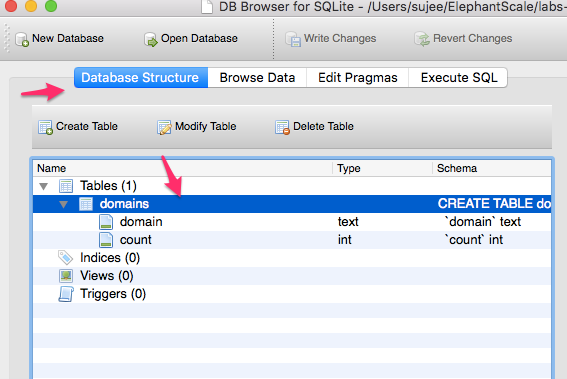 DB Browser for SQLite - /Users/sujee/ElephantScale/labs-
New Database Open Database Write Changes Revert Changes
Database Structure Browse Data Edit Pragmas Execute SQL
Create Table Modify Table Delete Table
Name Type Schema
Tables (1)
domains CREATE TABLE do
domain text `domain` text
count int `count` int
Indices (0)
Views (0)
Triggers (0)